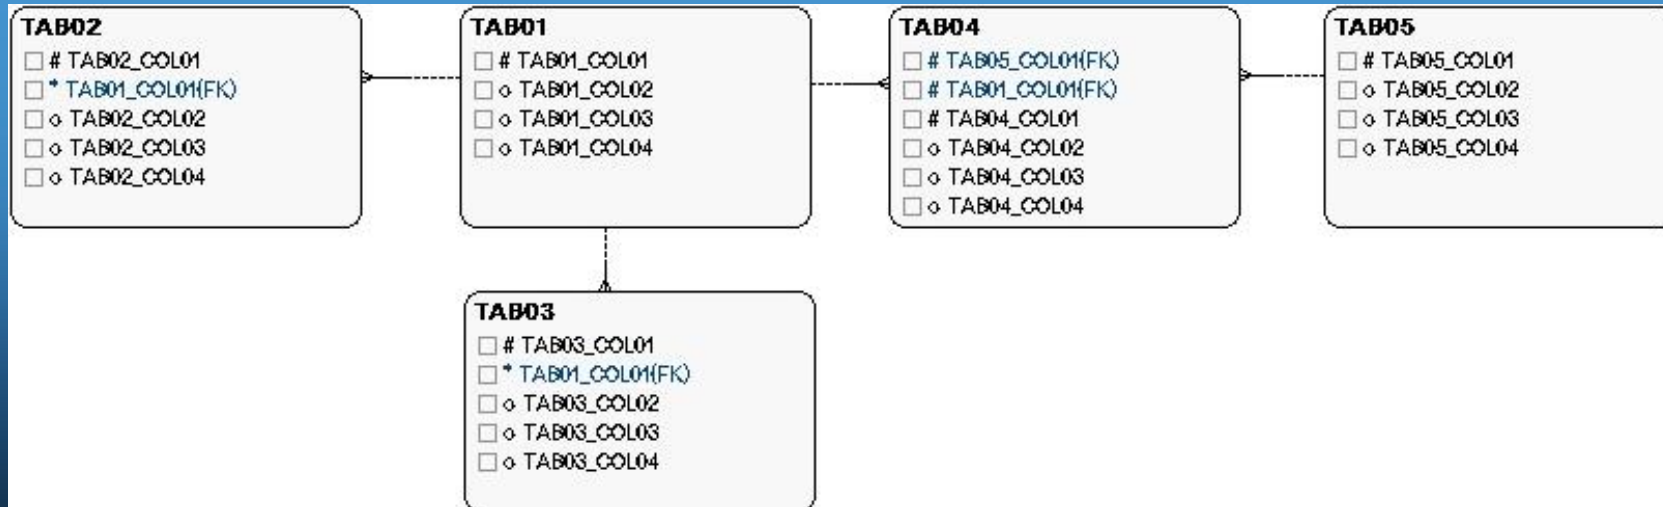 TAB02
# TAB02_COL01
* TAB01_COL01(FK)
o TAB02_COL02
o TAB02_COL03
o TAB02_COL04
TAB01
# TAB01_COL01
o TAB01_COL02
o TAB01_COL03
o TAB01_COL04
TAB04
# TAB05_COL01(FK)
# TAB01_COL01(FK)
# TAB04_COL01
o TAB04_COL02
o TAB04_COL03
o TAB04_COL04
TAB05
# TAB05_COL01
o TAB05_COL02
o TAB05_COL03
o TAB05_COL04
TAB03
# TAB03_COL01
* TAB01_COL01(FK)
o TAB03_COL02
o TAB03_COL03
o TAB03_COL04